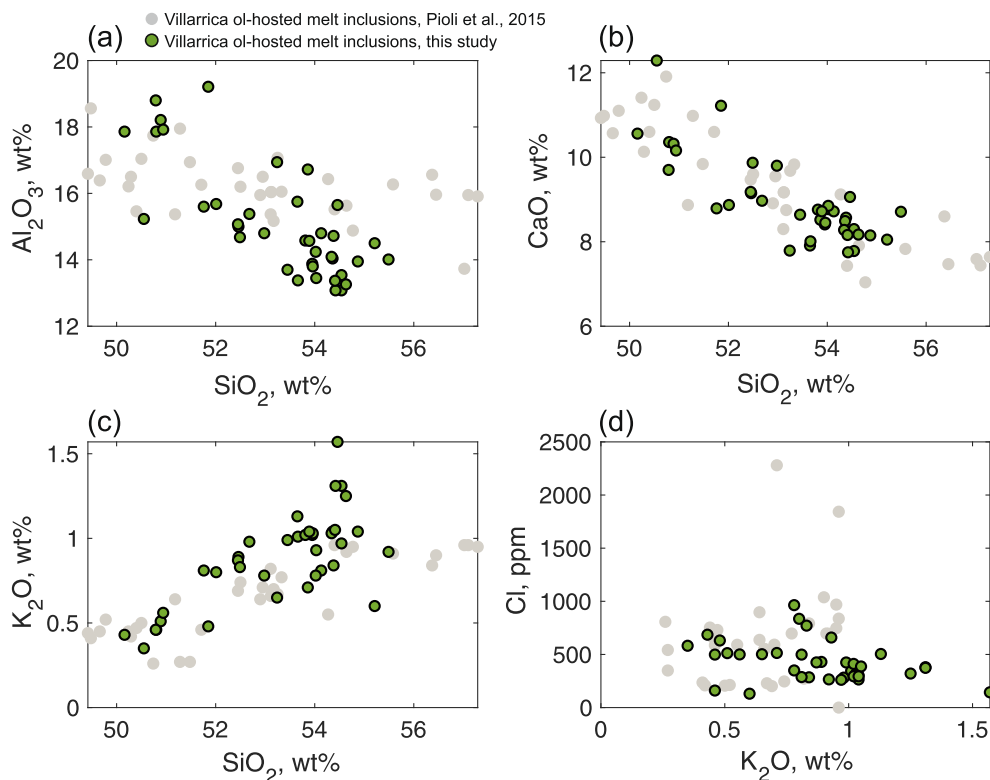 Villarrica ol-hosted melt inclusions, Pioli et al., 2015
Villarrica ol-hosted melt inclusions, this study
(a)
20
18
16
14
12
Al2O3, wt%
50 52 54 56
SiO2, wt%
(b)
12
10
8
6
CaO, wt%
50 52 54 56
SiO2, wt%
(c)
1.5
1
0.5
0
K2O, wt%
50 52 54 56
SiO2, wt%
(d)
2500
2000
1500
1000
500
0
Cl, ppm
0 0.5 1 1.5
K2O, wt%